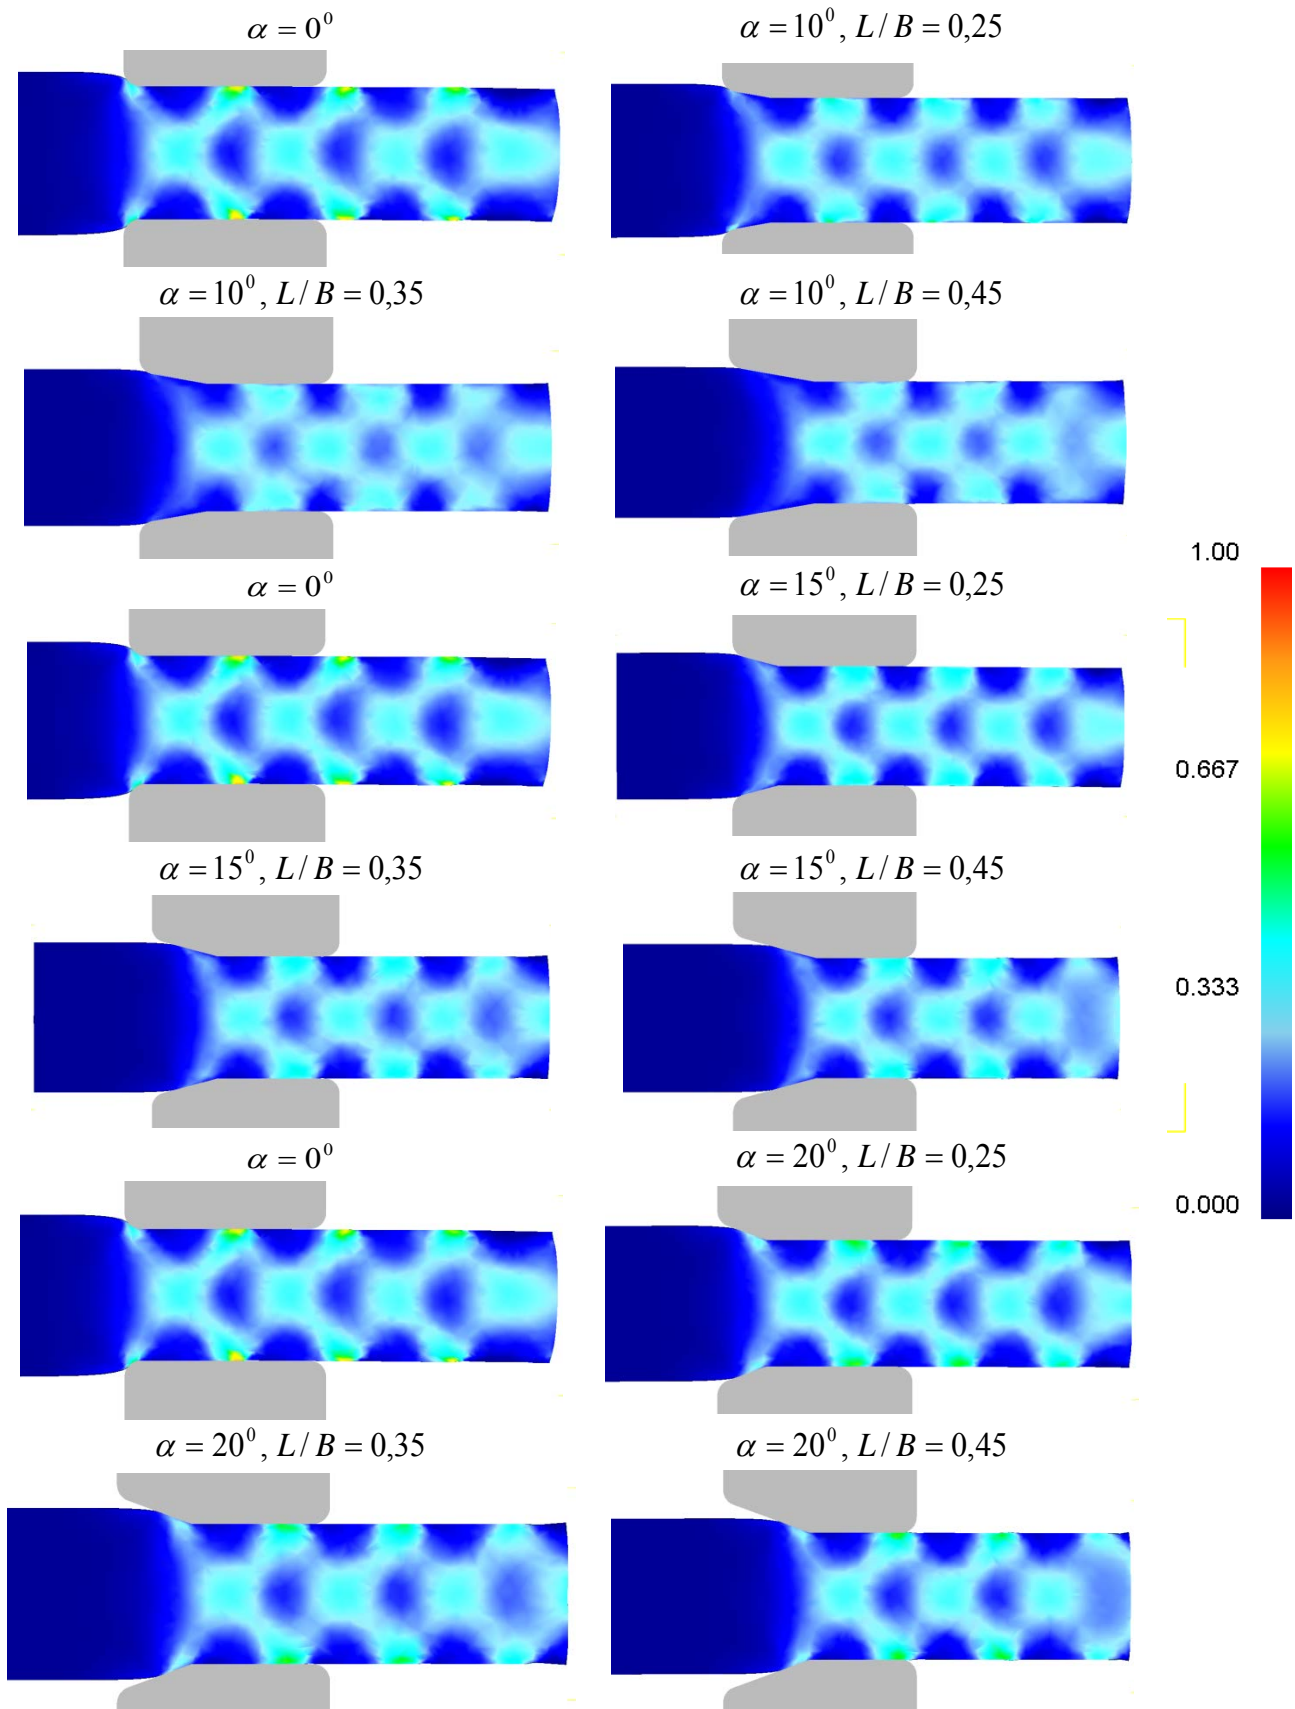 α = 0⁰
α = 10⁰, L / B = 0,25
α = 10⁰, L / B = 0,35
α = 10⁰, L / B = 0,45
1.00
α = 0⁰
α = 15⁰, L / B = 0,25
0.667
α = 15⁰, L / B = 0,35
α = 15⁰, L / B = 0,45
0.333
α = 0⁰
α = 20⁰, L / B = 0,25
0.000
α = 20⁰, L / B = 0,35
α = 20⁰, L / B = 0,45